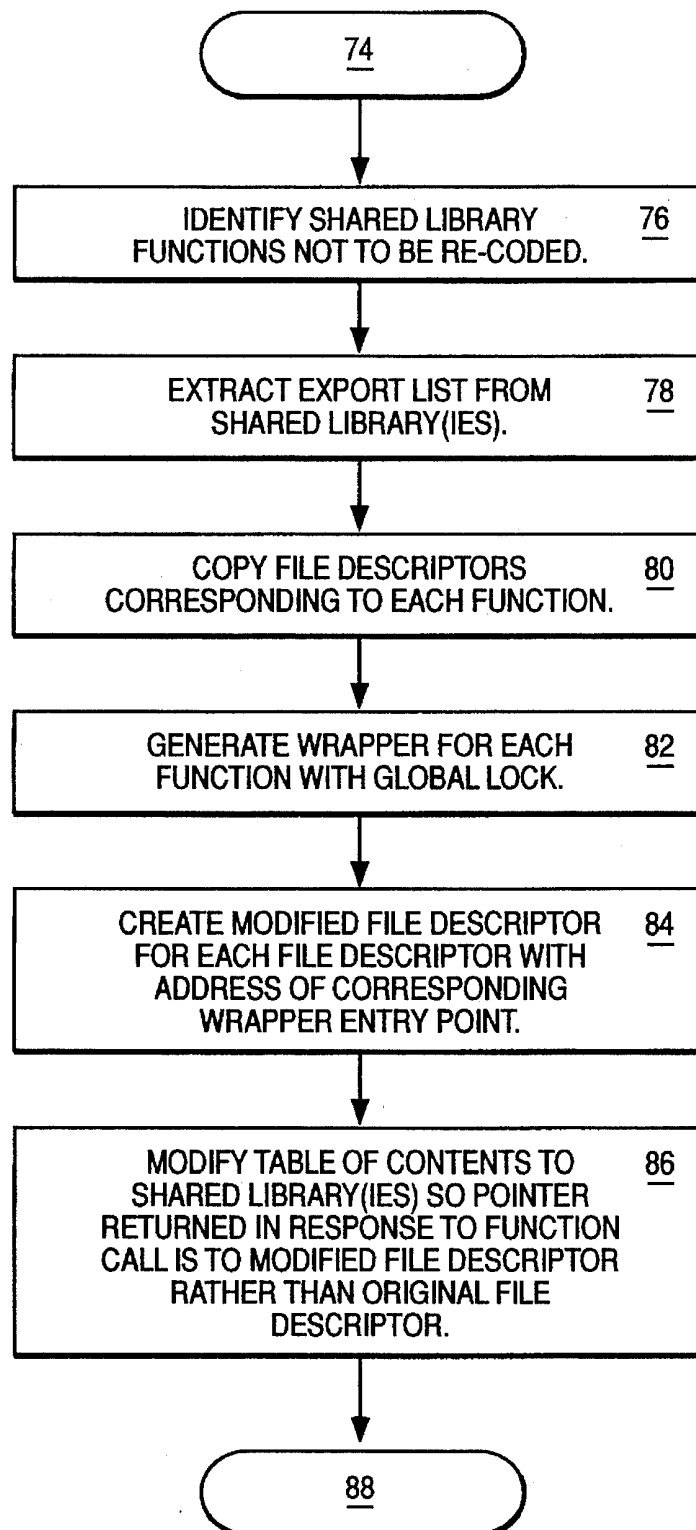 74
IDENTIFY SHARED LIBRARY 76
FUNCTIONS NOT TO BE RE-CODED.
EXTRACT EXPORT LIST FROM 78
SHARED LIBRARY(IES).
COPY FILE DESCRIPTORS 80
CORRESPONDING TO EACH FUNCTION.
GENERATE WRAPPER FOR EACH 82
FUNCTION WITH GLOBAL LOCK.
CREATE MODIFIED FILE DESCRIPTOR 84
FOR EACH FILE DESCRIPTOR WITH
ADDRESS OF CORRESPONDING
WRAPPER ENTRY POINT.
MODIFY TABLE OF CONTENTS TO 86
SHARED LIBRARY(IES) SO POINTER
RETURNED IN RESPONSE TO FUNCTION
CALL IS TO MODIFIED FILE DESCRIPTOR
RATHER THAN ORIGINAL FILE
DESCRIPTOR.
88